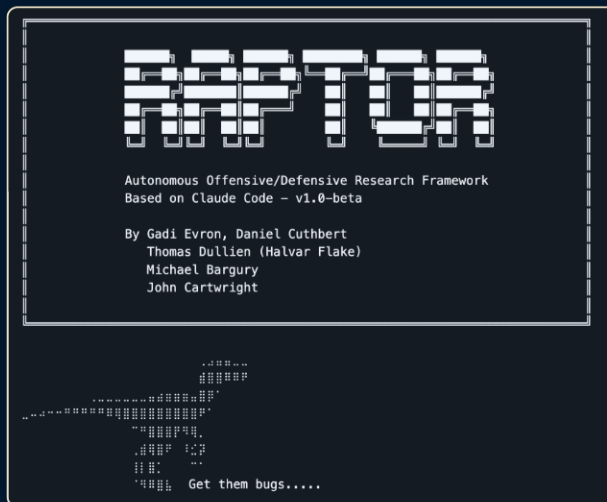 RAPTOR
Autonomous Offensive/Defensive Research Framework
Based on Claude Code - v1.0-beta
By Gadi Evron, Daniel Cuthbert
Thomas Dullien (Halvar Flake)
Michael Bargury
John Cartwright
Get them bugs.....